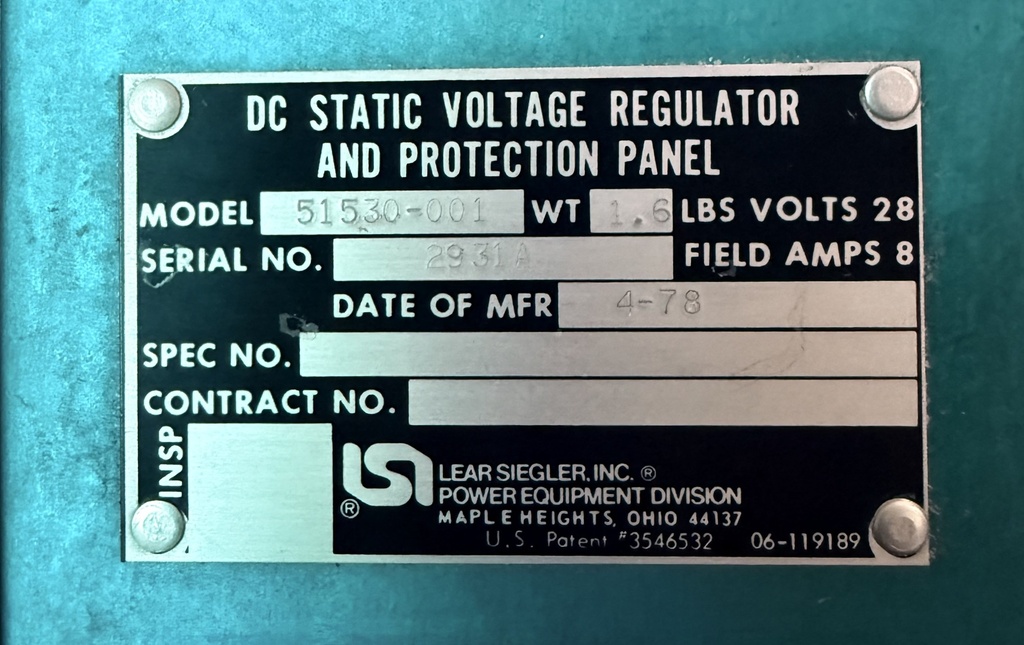 DC STATIC VOLTAGE REGULATOR
AND PROTECTION PANEL
MODEL 51530-001 WT 1.6 LBS VOLTS 28
SERIAL NO. 2931A FIELD AMPS 8
DATE OF MFR 4-78
SPEC NO.
CONTRACT NO.
INSP
LSI ® LEAR SIEGLER, INC. ®
POWER EQUIPMENT DIVISION
MAPLE HEIGHTS, OHIO 44137
U.S. Patent #3546532 06-119189